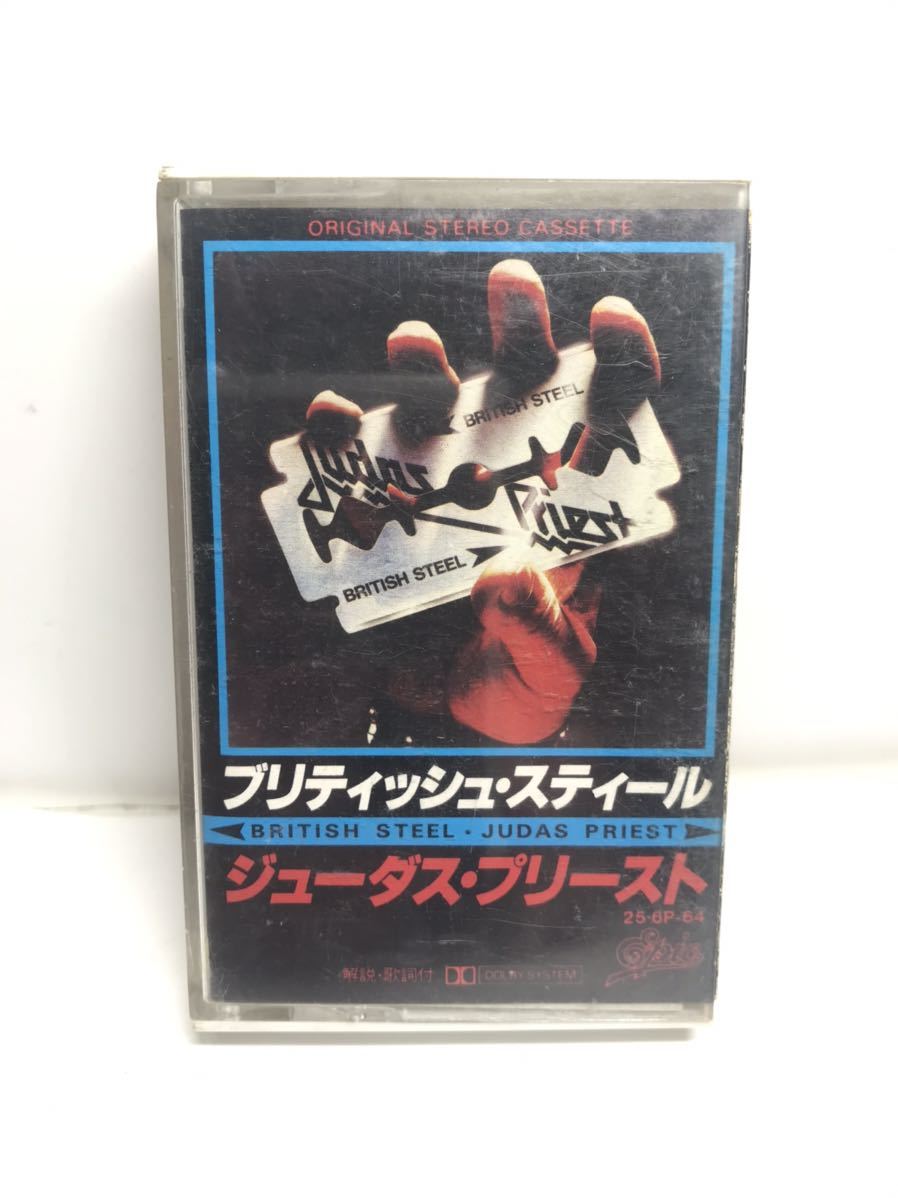 ORIGINAL STEREO CASSETTE
BRITISH STEEL
Judas
Priest
BRITISH STEEL
ブリティッシュ・スティール
BRITISH STEEL・JUDAS PRIEST
ジューダス・プリースト
25・6P-64
Epic
解説・歌詞付 DOLBY SYSTEM